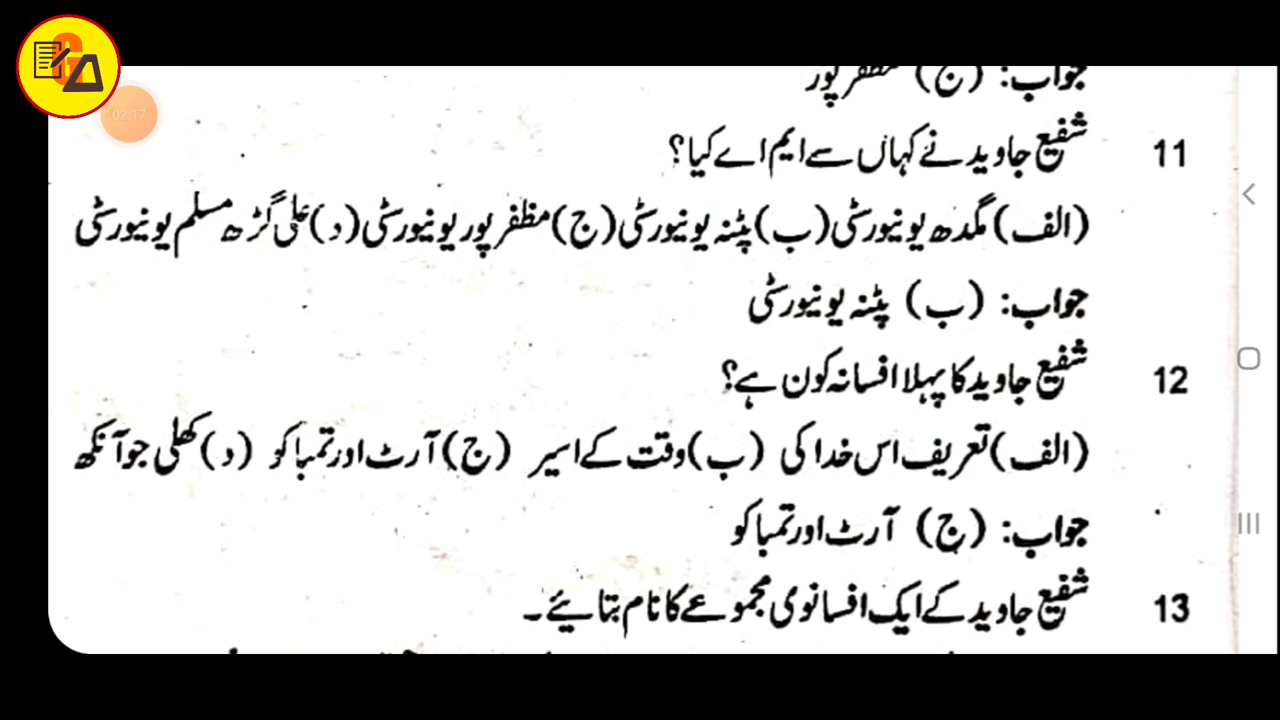 02:17
جواب: (ج) مظفر پور
11 شفیع جاوید نے کہاں سے ایم اے کیا؟
(الف) مگدھ یونیورسٹی (ب) پٹنہ یونیورسٹی (ج) مظفر پور یونیورسٹی (د) علی گڑھ مسلم یونیورسٹی
جواب: (ب) پٹنہ یونیورسٹی
12 شفیع جاوید کا پہلا افسانہ کون ہے؟
(الف) تعریف اس خدا کی (ب) وقت کے اسیر (ج) آرٹ اور تمباکو (د) کھلی جو آنکھ
جواب: (ج) آرٹ اور تمباکو
13 شفیع جاوید کے ایک افسانوی مجموعے کا نام بتائیے۔